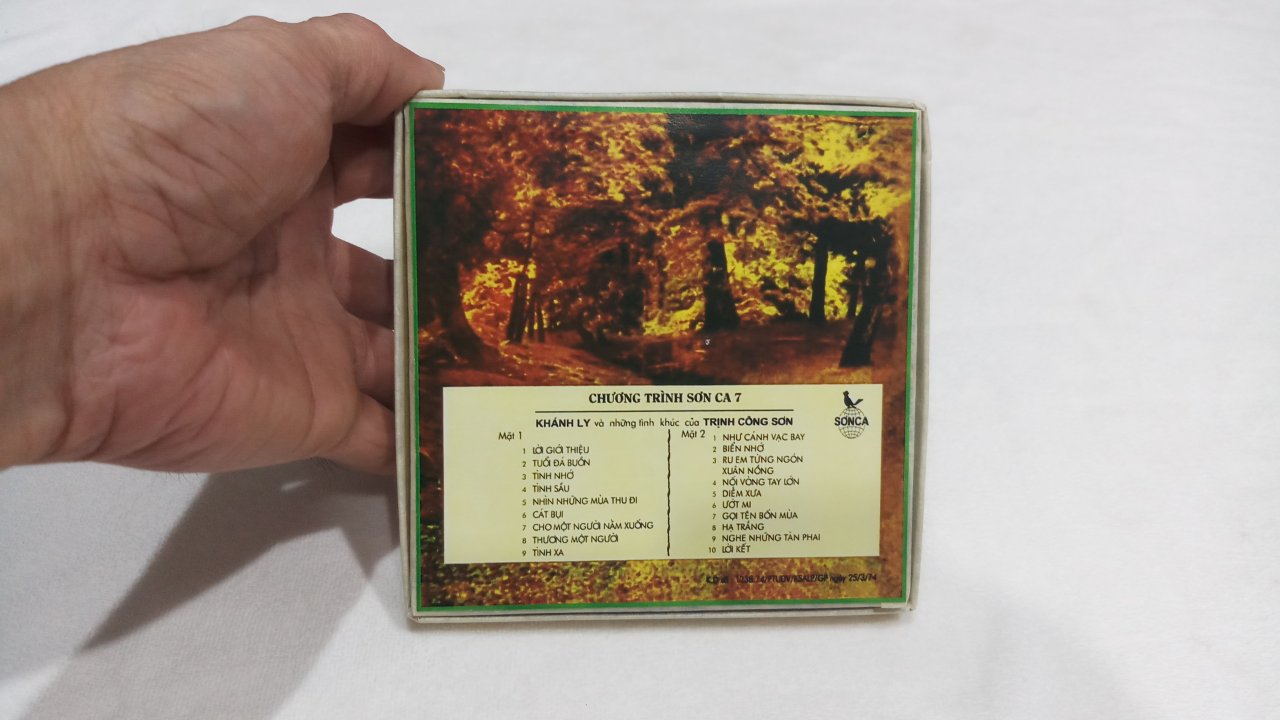 CHƯƠNG TRÌNH SƠN CA 7
KHÁNH LY và những tình khúc của TRỊNH CÔNG SƠN
SƠNCA
Mặt 1
1 LỜI GIỚI THIỆU
2 TUỔI ĐÁ BUỒN
3 TÌNH NHỚ
4 TÌNH SẦU
5 NHÌN NHỮNG MÙA THU ĐI
6 CÁT BỤI
7 CHO MỘT NGƯỜI NẰM XUỐNG
8 THƯƠNG MỘT NGƯỜI
9 TÌNH XA
Mặt 2
1 NHƯ CÁNH VẠC BAY
2 BIỂN NHỚ
3 RU EM TỪNG NGÓN
XUÂN NỒNG
4 NỐI VÒNG TAY LỚN
5 DIỄM XƯA
6 ƯỚT MI
7 GỌI TÊN BỐN MÙA
8 HẠ TRẮNG
9 NGHE NHỮNG TÀN PHAI
10 LỜI KẾT
ngày 25/3/74